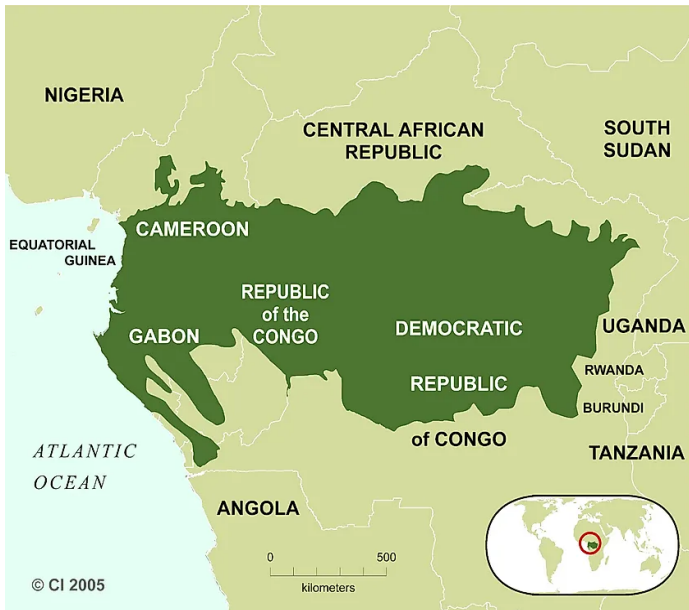 NIGERIA
CENTRAL AFRICAN
REPUBLIC
SOUTH
SUDAN
CAMEROON
EQUATORIAL
GUINEA
REPUBLIC
of the
CONGO
GABON
DEMOCRATIC
UGANDA
RWANDA
REPUBLIC
BURUNDI
of CONGO
TANZANIA
ATLANTIC
OCEAN
ANGOLA
0 500
kilometers
© CI 2005